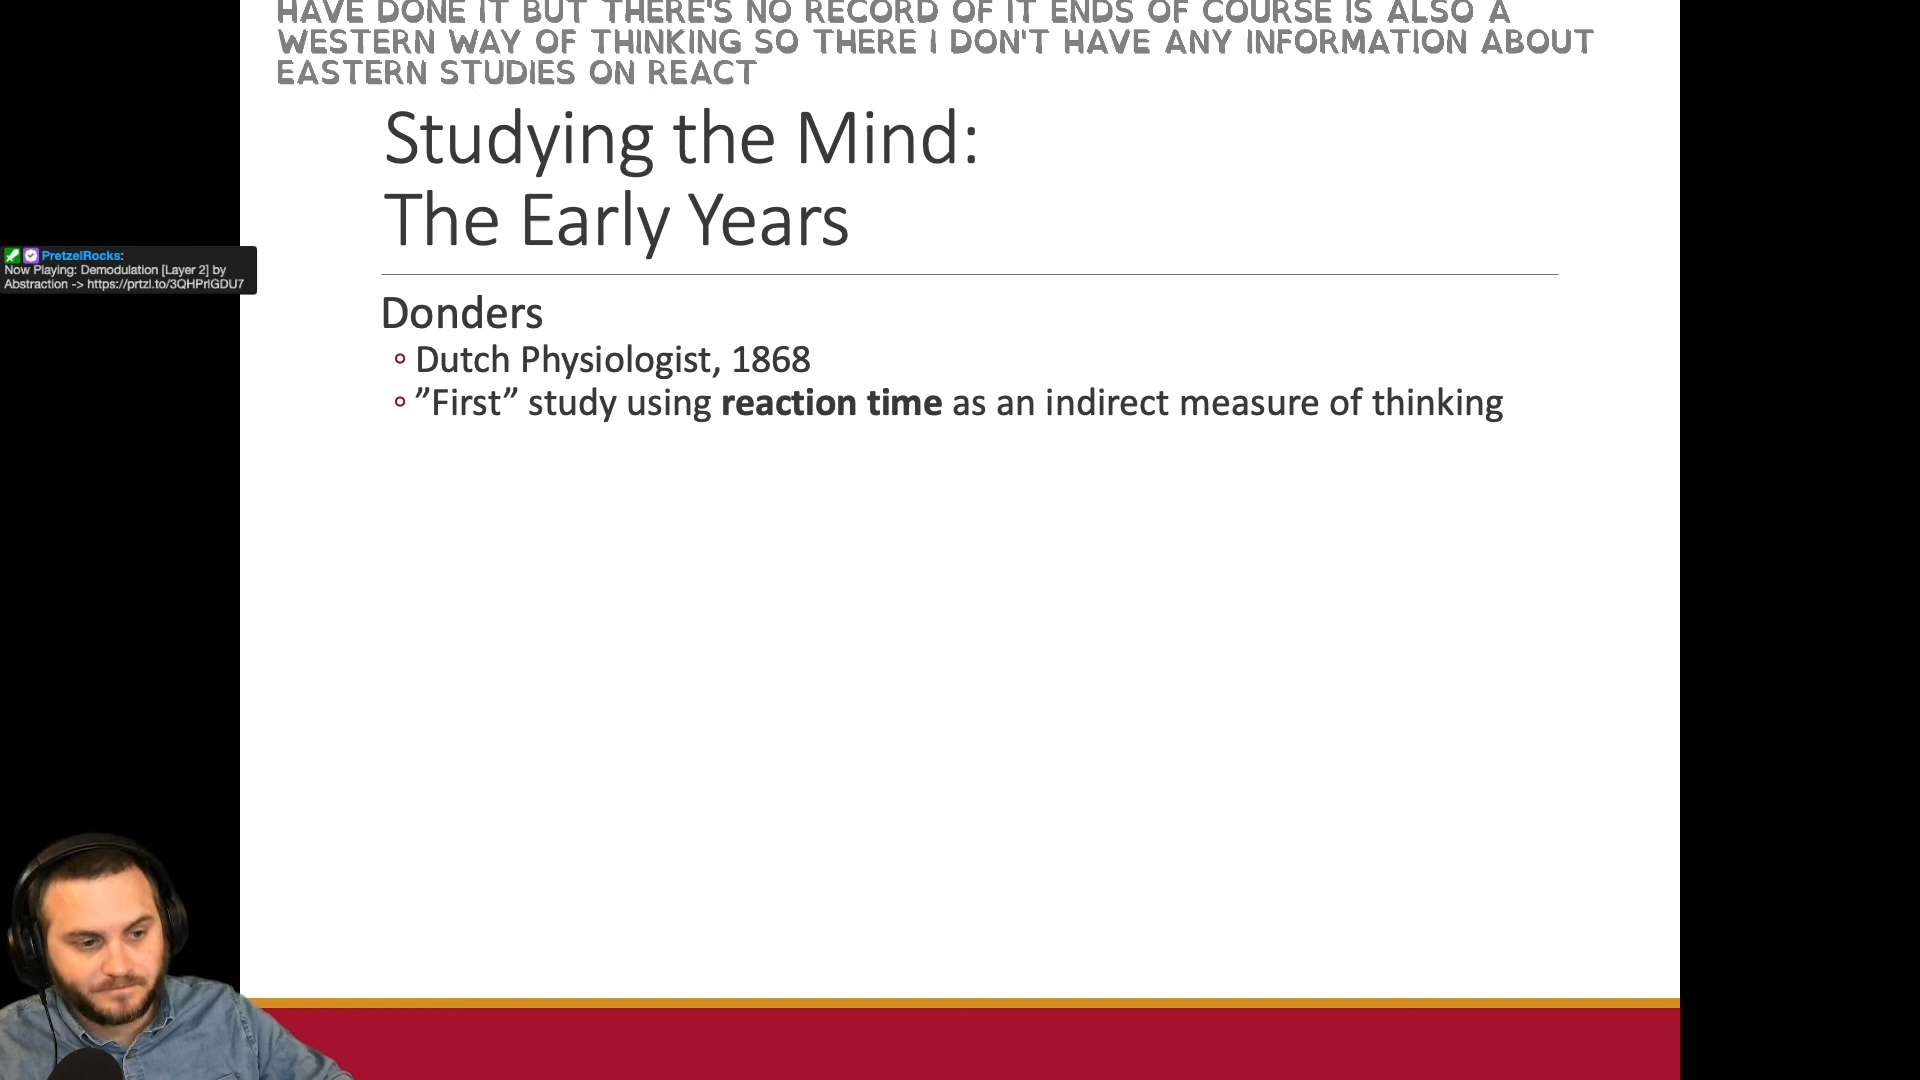 HAVE DONE IT BUT THERE'S NO RECORD OF IT ENDS OF COURSE IS ALSO A
WESTERN WAY OF THINKING SO THERE I DON'T HAVE ANY INFORMATION ABOUT
EASTERN STUDIES ON REACT
Studying the Mind:
The Early Years
PretzelRocks:
Now Playing: Demodulation [Layer 2] by
Abstraction -> https://prtzl.to/3QHPrlGDU7
Donders
Dutch Physiologist, 1868
”First” study using reaction time as an indirect measure of thinking